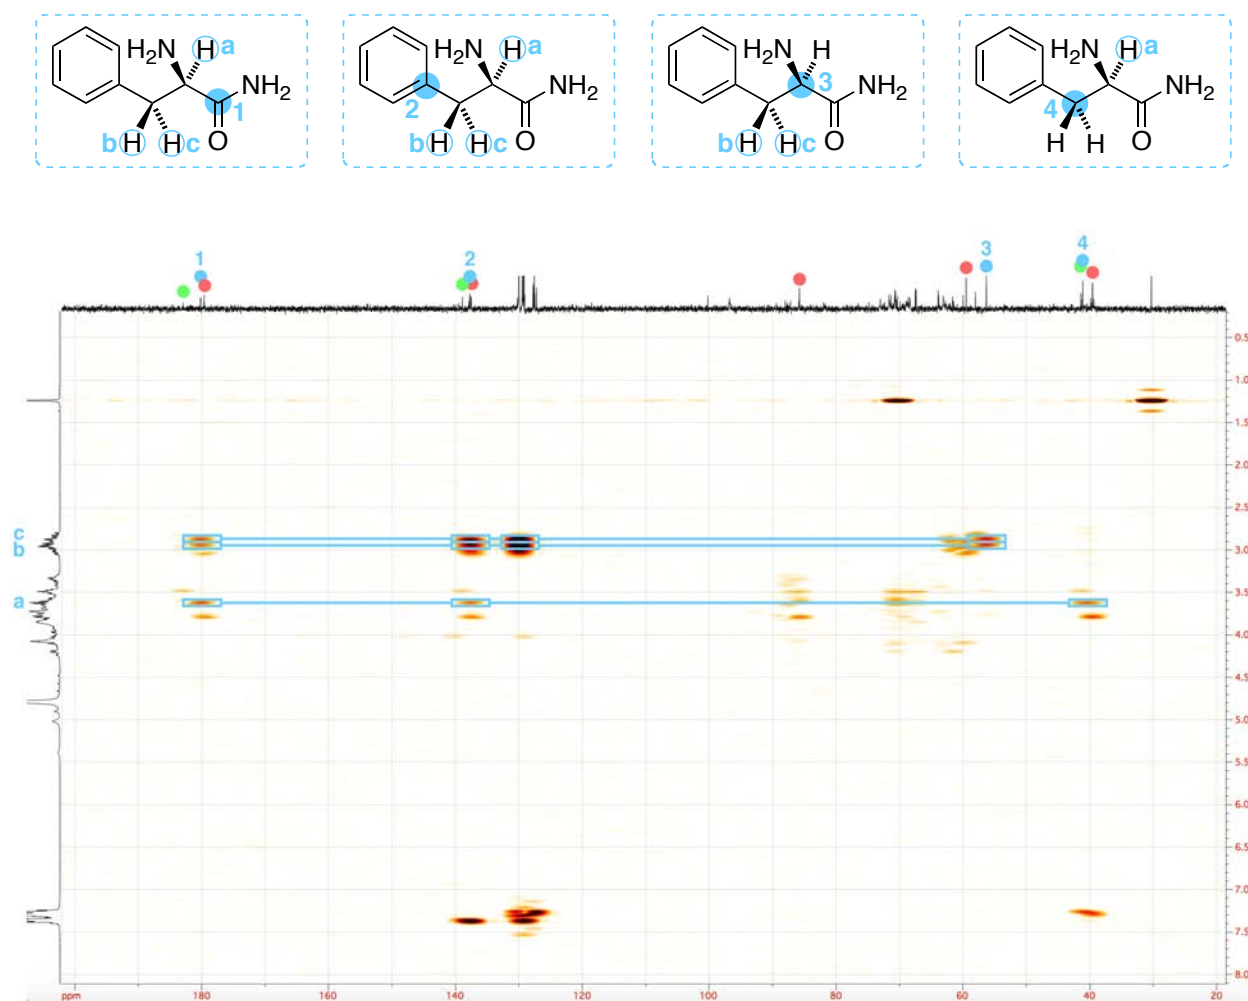 H₂N H a
NH₂
1
b H H c O
H₂N H a
NH₂
2
b H H c O
H₂N H
3 NH₂
b H H c O
H₂N H a
NH₂
4
H H O
1 2 3 4
0.5
1.0
1.5
2.0
2.5
c
b 3.0
3.5
a
4.0
4.5
5.0
5.5
6.0
6.5
7.0
7.5
8.0
ppm 180 160 140 120 100 80 60 40 20